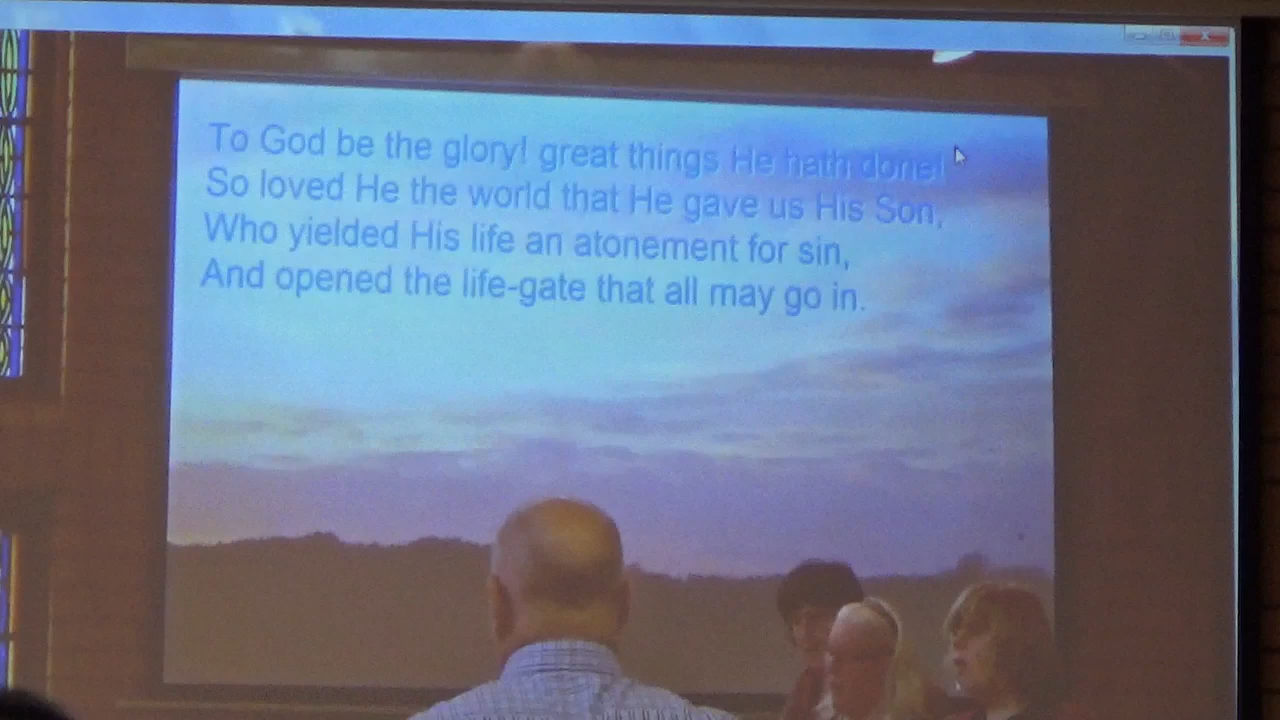 To God be the glory! great things He hath done!
So loved He the world that He gave us His Son,
Who yielded His life an atonement for sin,
And opened the life-gate that all may go in.